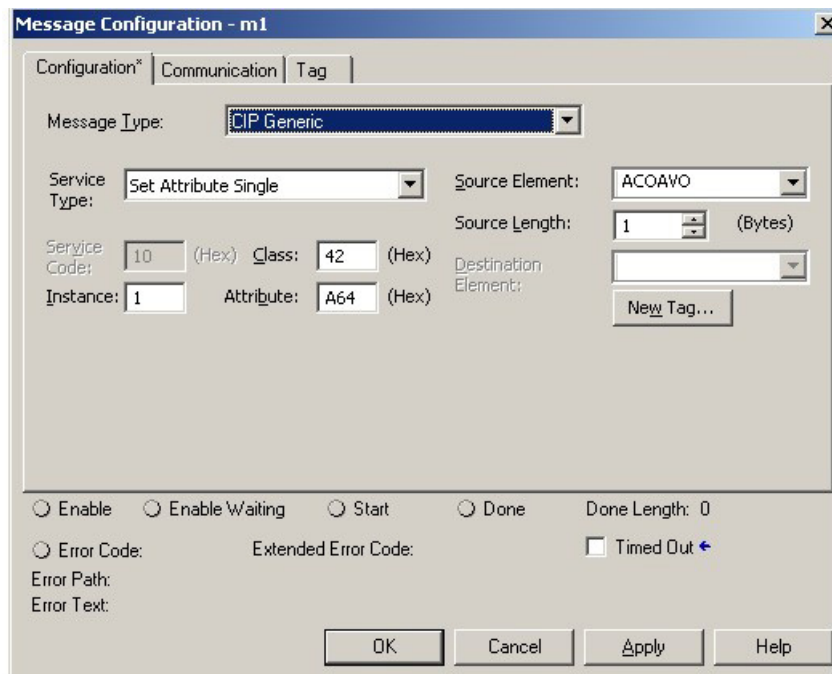 Message Configuration - m1
Configuration* Communication Tag
Message Type: CIP Generic
Service Type: Set Attribute Single
Source Element: ACOAVO
Source Length: 1 (Bytes)
Service Code: 10 (Hex) Class: 42 (Hex)
Destination Element:
Instance: 1 Attribute: A64 (Hex)
New Tag...
Enable Enable Waiting Start Done Done Length: 0
Error Code: Extended Error Code: Timed Out
Error Path:
Error Text:
OK Cancel Apply Help